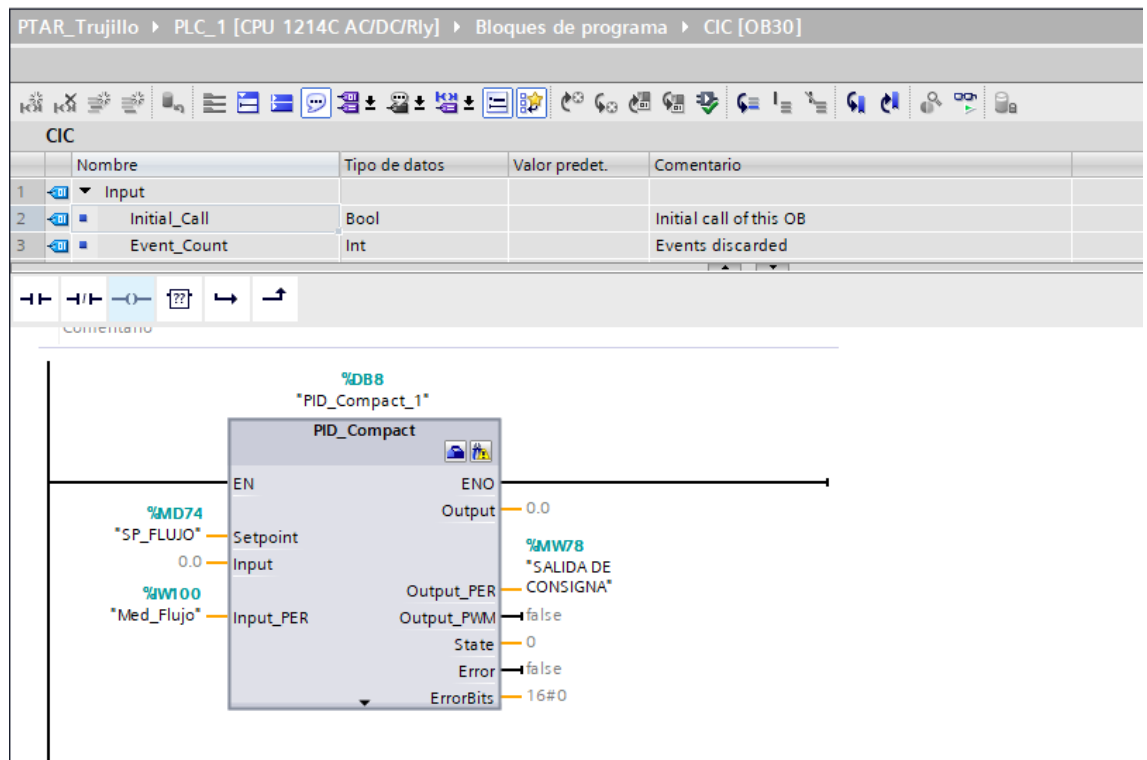 PTAR_Trujillo ▸ PLC_1 [CPU 1214C AC/DC/Rly] ▸ Bloques de programa ▸ CIC [OB30]
CIC
Nombre Tipo de datos Valor predet. Comentario
1 Input
2 Initial_Call Bool Initial call of this OB
3 Event_Count Int Events discarded
??
Comentario
%DB8
"PID_Compact_1"
PID_Compact
EN ENO
%MD74
"SP_FLUJO" Setpoint
Output 0.0
0.0 Input
%MW78
"SALIDA DE
CONSIGNA"
Output_PER
%IW100
"Med_Flujo" Input_PER
Output_PWM false
State 0
Error false
ErrorBits 16#0